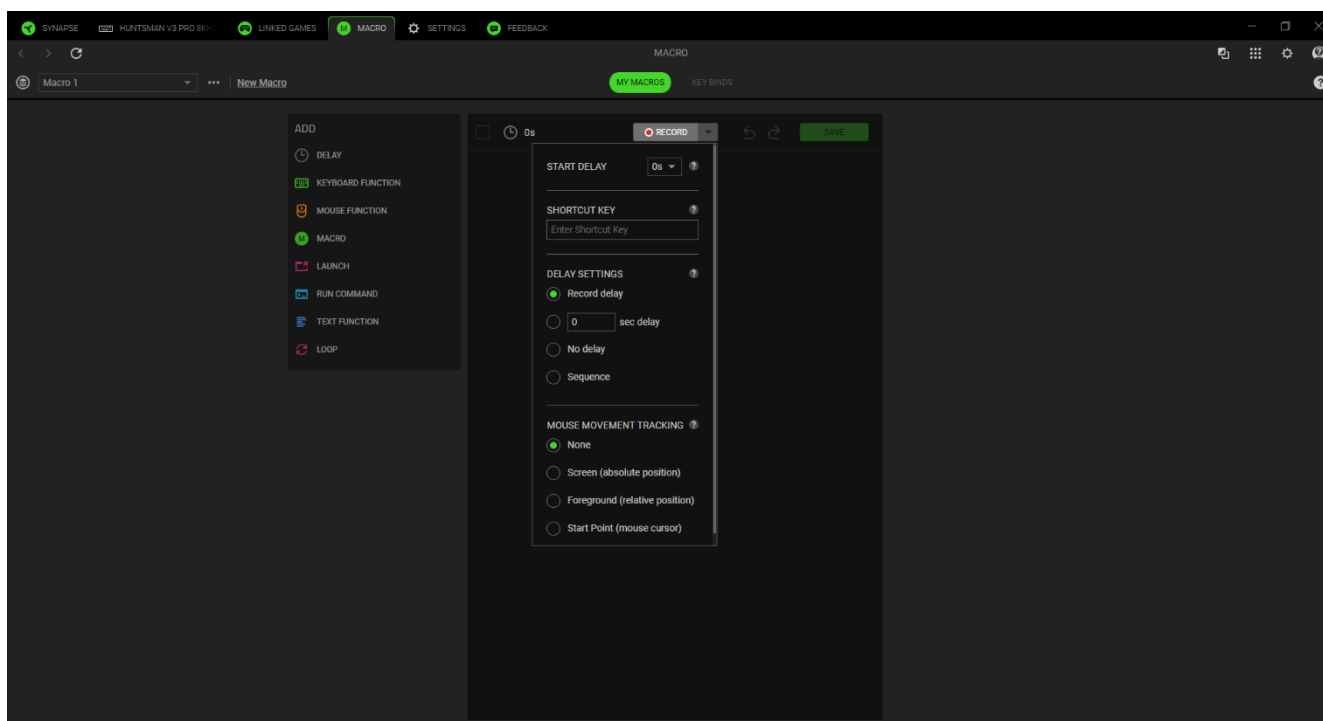 SYNAPSE HUNTSMAN V3 PRO 8KHZ LINKED GAMES M MACRO SETTINGS FEEDBACK
MACRO
Macro 1 New Macro MY MACROS KEY BINDS
ADD
DELAY
KEYBOARD FUNCTION
MOUSE FUNCTION
M MACRO
LAUNCH
RUN COMMAND
TEXT FUNCTION
LOOP
0s RECORD SAVE
START DELAY 0s ?
SHORTCUT KEY ?
Enter Shortcut Key
DELAY SETTINGS ?
Record delay
0 sec delay
No delay
Sequence
MOUSE MOVEMENT TRACKING ?
None
Screen (absolute position)
Foreground (relative position)
Start Point (mouse cursor)